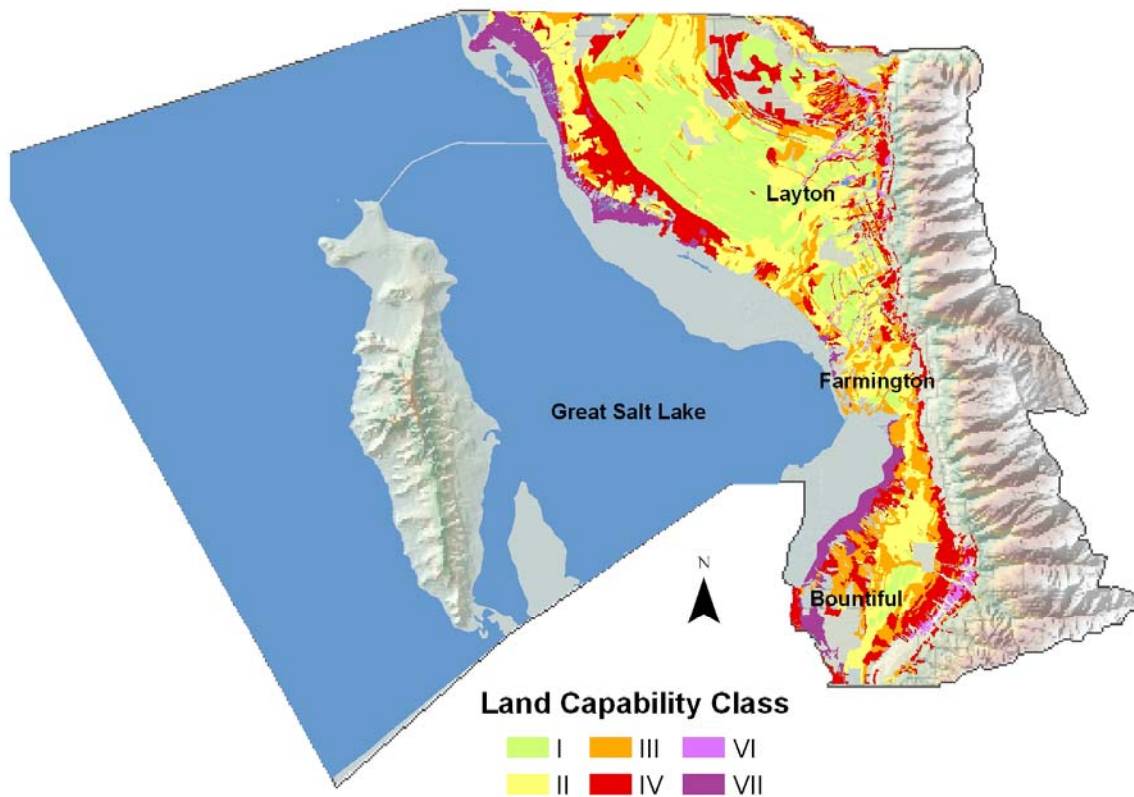 Layton
Farmington
Great Salt Lake
N
Bountiful
Land Capability Class
I III VI
II IV VII